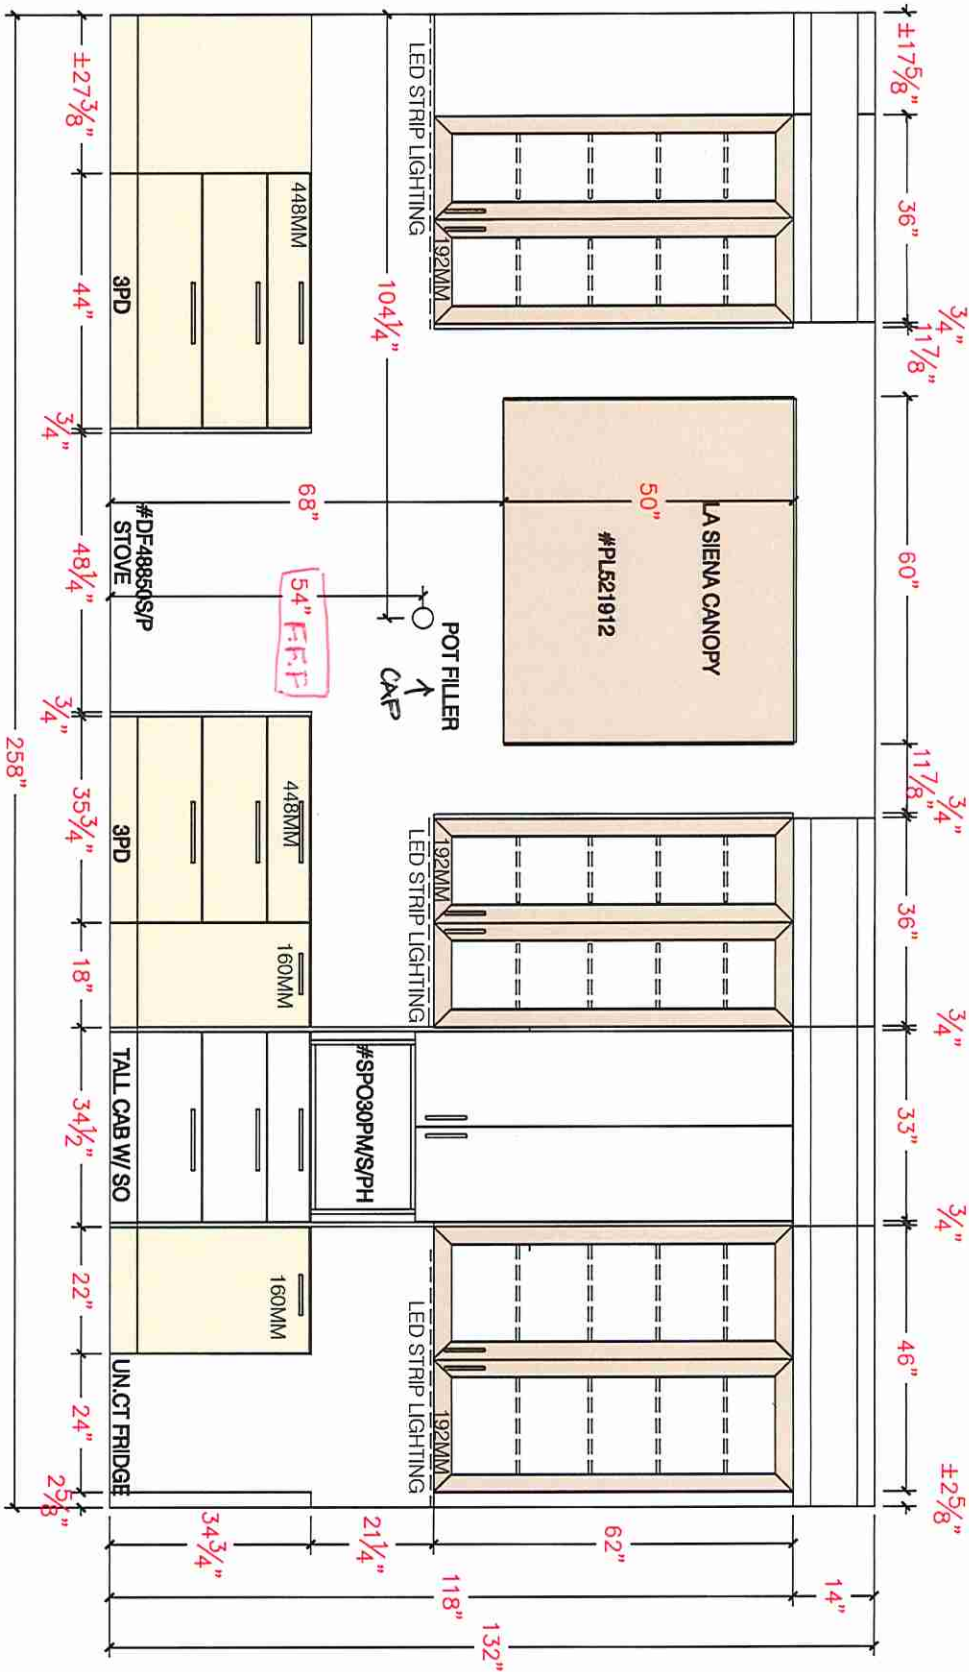 ±17⅝"
36"
¾"
11⅞"
60"
11⅞"
¾"
36"
¾"
33"
¾"
46"
±2⅝"
14"
62"
21¼"
34¾"
118"
132"
LA SIENA CANOPY
#PL521912
50"
192MM
192MM
192MM
LED STRIP LIGHTING
LED STRIP LIGHTING
LED STRIP LIGHTING
POT FILLER
CAP
104¼"
68"
54" F.F.F
#SPO30PM/S/PH
448MM
448MM
160MM
160MM
3PD
#DF48850S/P
STOVE
3PD
TALL CAB W/ SO
UN.CT FRIDGE
±27⅜"
44"
¾"
48¼"
¾"
35¾"
18"
34½"
22"
24"
2⅝"
258"